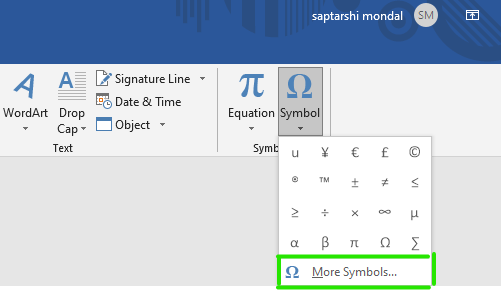 saptarshi mondal SM
WordArt
Drop Cap
Signature Line
Date & Time
Object
Text
π
Equation
Ω
Symbol
Symb
u ¥ € £ ©
® ™ ± ≠ ≤
≥ ÷ × ∞ µ
α β π Ω ∑
Ω More Symbols...